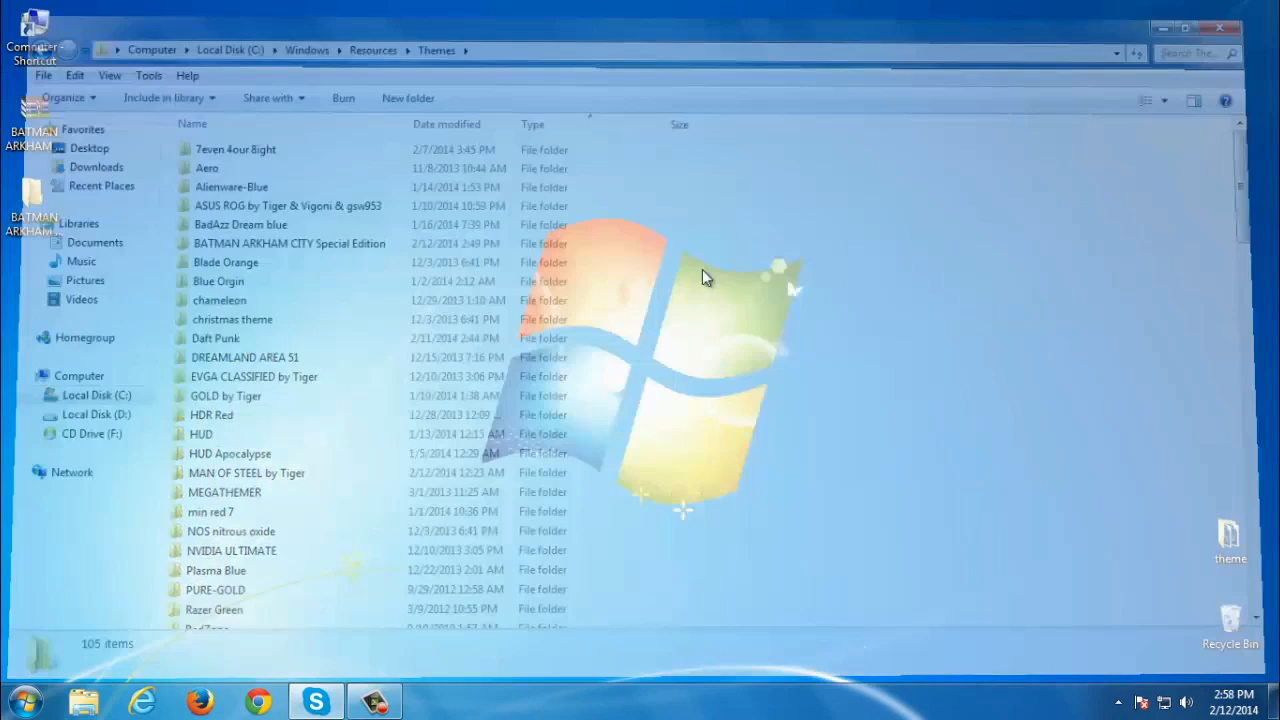 Computer - Shortcut
Computer Local Disk (C:) Windows Resources Themes
Search The...
File Edit View Tools Help
Organize Include in library Share with Burn New folder
Name Date modified Type Size
BATMAN ARKHAM...
BATMAN ARKHAM ...
Favorites
Desktop
Downloads
Recent Places
Libraries
Documents
Music
Pictures
Videos
Homegroup
Computer
Local Disk (C:)
Local Disk (D:)
CD Drive (F:)
Network
7even 4our 8ight 2/7/2014 3:45 PM File folder
Aero 11/8/2013 10:44 AM File folder
Alienware-Blue 1/14/2014 1:53 PM File folder
ASUS ROG by Tiger & Vigoni & gsw953 1/10/2014 10:59 PM File folder
BadAzz Dream blue 1/16/2014 7:39 PM File folder
BATMAN ARKHAM CITY Special Edition 2/12/2014 2:49 PM File folder
Blade Orange 12/3/2013 6:41 PM File folder
Blue Orgin 1/2/2014 2:12 AM File folder
chameleon 12/29/2013 1:10 AM File folder
christmas theme 12/3/2013 6:41 PM File folder
Daft Punk 2/11/2014 2:44 PM File folder
DREAMLAND AREA 51 12/15/2013 7:16 PM File folder
EVGA CLASSIFIED by Tiger 12/10/2013 3:06 PM File folder
GOLD by Tiger 1/10/2014 1:38 AM File folder
HDR Red 12/28/2013 12:09 ... File folder
HUD 1/13/2014 12:15 AM File folder
HUD Apocalypse 1/5/2014 12:29 AM File folder
MAN OF STEEL by Tiger 2/12/2014 12:23 AM File folder
MEGATHEMER 3/1/2013 11:25 AM File folder
min red 7 1/1/2014 10:36 PM File folder
NOS nitrous oxide 12/3/2013 6:41 PM File folder
NVIDIA ULTIMATE 12/10/2013 3:05 PM File folder
Plasma Blue 12/22/2013 2:01 AM File folder
PURE-GOLD 9/29/2012 12:58 AM File folder
Razer Green 3/9/2012 10:55 PM File folder
105 items
theme
Recycle Bin
2:58 PM
2/12/2014